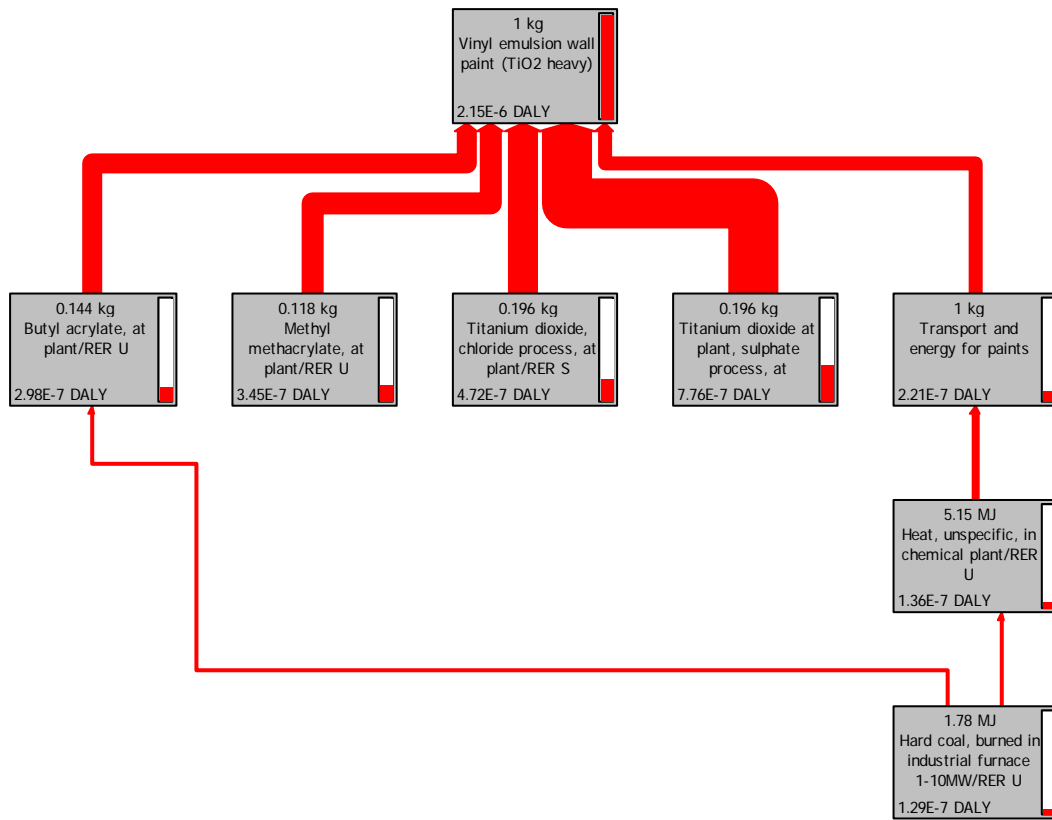 1 kg
Vinyl emulsion wall
paint (TiO2 heavy)
2.15E-6 DALY
0.144 kg
Butyl acrylate, at
plant/RER U
2.98E-7 DALY
0.118 kg
Methyl
methacrylate, at
plant/RER U
3.45E-7 DALY
0.196 kg
Titanium dioxide,
chloride process, at
plant/RER S
4.72E-7 DALY
0.196 kg
Titanium dioxide at
plant, sulphate
process, at
7.76E-7 DALY
1 kg
Transport and
energy for paints
2.21E-7 DALY
5.15 MJ
Heat, unspecific, in
chemical plant/RER
U
1.36E-7 DALY
1.78 MJ
Hard coal, burned in
industrial furnace
1-10MW/RER U
1.29E-7 DALY